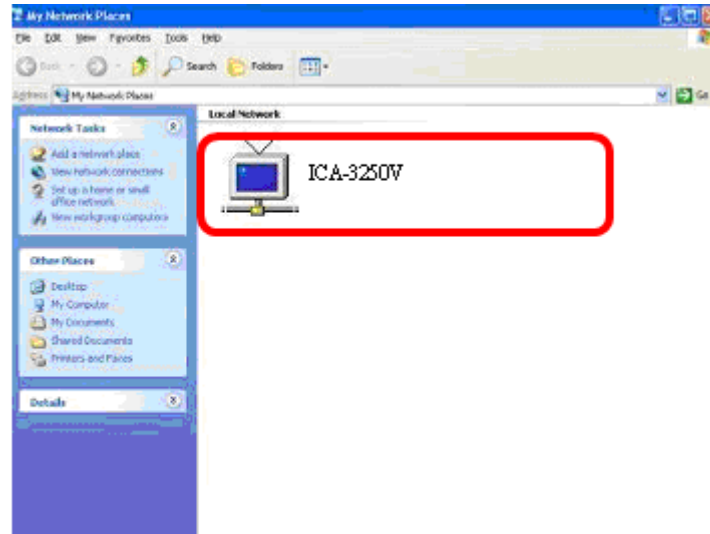 My Network Places
File Edit View Favorites Tools Help
Back Search Folders
Address My Network Places Go
Local Network
Network Tasks
Add a network place
View network connections
Set up a home or small
office network
View workgroup computers
ICA-3250V
Other Places
Desktop
My Computer
My Documents
Shared Documents
Printers and Faxes
Details